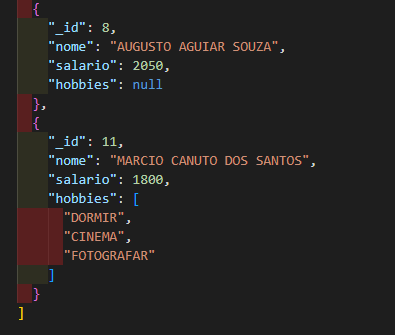 {
"_id": 8,
"nome": "AUGUSTO AGUIAR SOUZA",
"salario": 2050,
"hobbies": null
},
{
"_id": 11,
"nome": "MARCIO CANUTO DOS SANTOS",
"salario": 1800,
"hobbies": [
"DORMIR",
"CINEMA",
"FOTOGRAFAR"
]
}
]